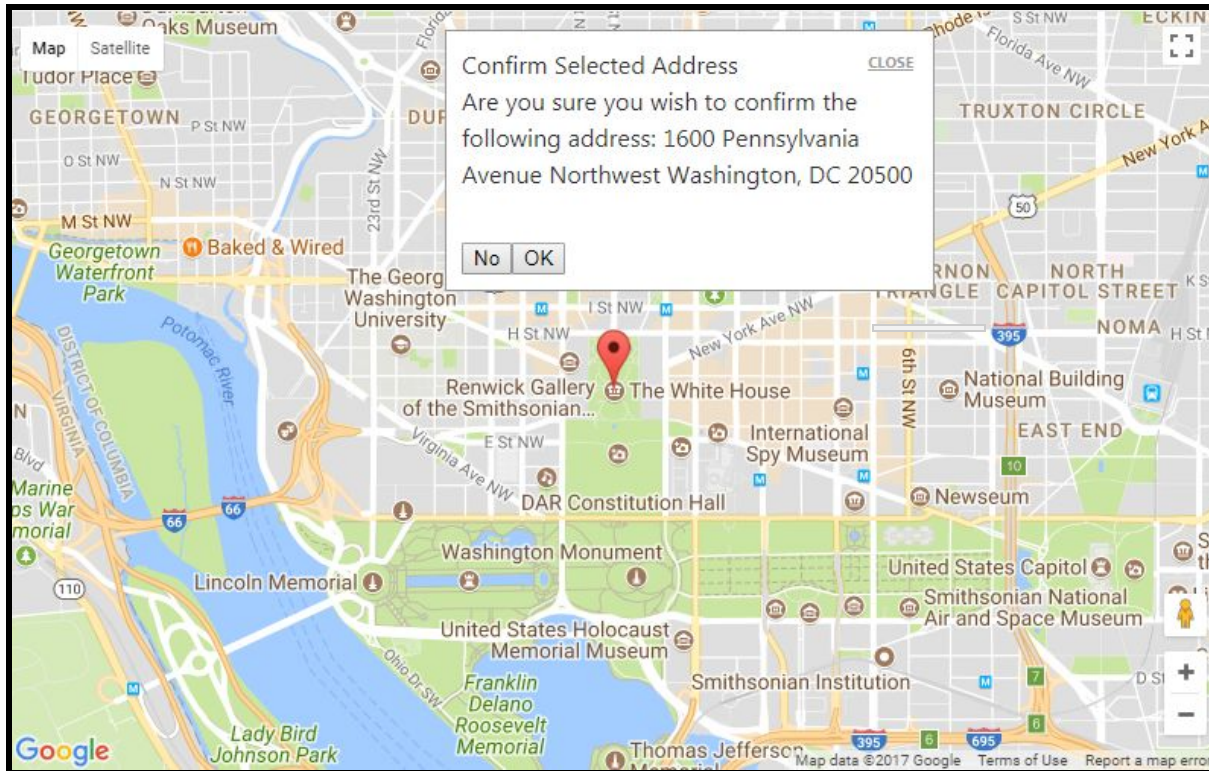 Oaks Museum
Map
Satellite
Tudor Place
GEORGETOWN
P St NW
O St NW
N St NW
M St NW
Georgetown
Waterfront
Park
Baked & Wired
23rd St NW
Florida
DUP
Confirm Selected Address
CLOSE
Are you sure you wish to confirm the
following address: 1600 Pennsylvania
Avenue Northwest Washington, DC 20500
No
OK
S St NW
ECKIN
Florida Ave NW
TRUXTON CIRCLE
New York Av
50
NORTH
TRIANGLE
CAPITOL STREET
K S
NOMA
H St
395
The Georg
Washington
University
I St NW
H St NW
New York Ave NW
Potomac River
DISTRICT OF COLUMBIA
VIRGINIA
Renwick Gallery
of the Smithsonian...
The White House
6th St NW
National Building
Museum
EAST END
E St NW
Virginia Ave NW
International
Spy Museum
10
Blvd
Marine
ps War
morial
66
66
DAR Constitution Hall
Newseum
Washington Monument
Lincoln Memorial
United States Capitol
110
Smithsonian National
Air and Space Museum
United States Holocaust
Memorial Museum
Ohio Dr SW
Smithsonian Institution
D St
7
Franklin
Delano
Roosevelt
Memorial
Lady Bird
Johnson Park
6
6
395
695
Thomas Jefferson
Google
Map data ©2017 Google
Terms of Use
Report a map error